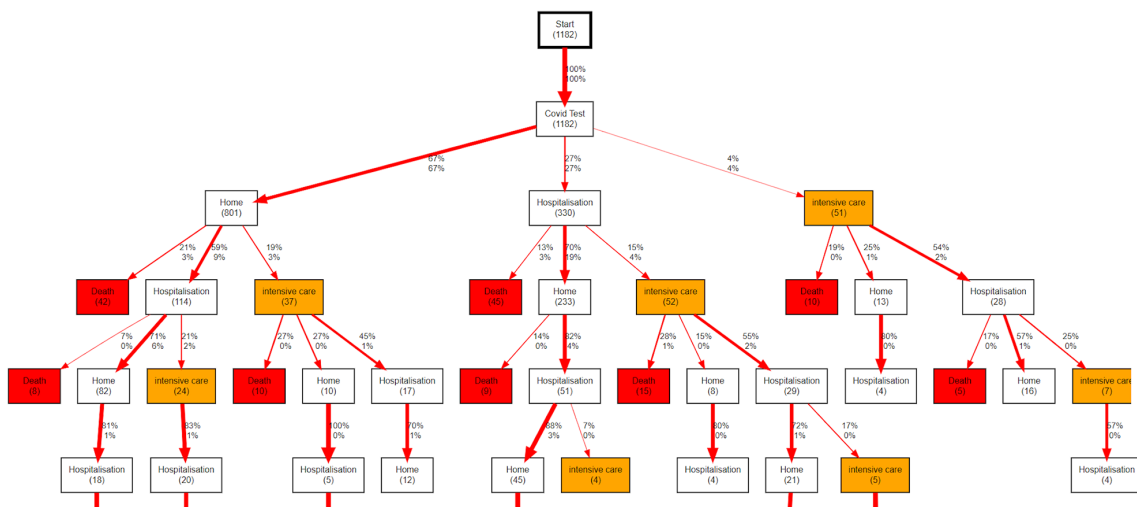 Start
(1182)
100%
100%
Covid Test
(1182)
67%
67%
27%
27%
4%
4%
Home
(801)
Hospitalisation
(330)
intensive care
(51)
21%
3%
59%
9%
19%
3%
13%
3%
70%
19%
15%
4%
19%
0%
25%
1%
54%
2%
Death
(42)
Hospitalisation
(114)
intensive care
(37)
Death
(45)
Home
(233)
intensive care
(52)
Death
(10)
Home
(13)
Hospitalisation
(28)
7%
0%
71%
6%
21%
2%
27%
0%
27%
0%
45%
1%
14%
0%
82%
4%
28%
1%
15%
0%
55%
2%
80%
0%
17%
0%
57%
1%
25%
0%
Death
(8)
Home
(82)
intensive care
(24)
Death
(10)
Home
(10)
Hospitalisation
(17)
Death
Hospitalisation
(51)
Death
(15)
Home
(8)
Hospitalisation
(29)
Hospitalisation
(4)
Death
(5)
Home
(16)
intensive care
(7)
81%
1%
83%
1%
100%
0%
70%
1%
88%
3%
7%
0%
80%
0%
72%
1%
17%
0%
57%
0%
Hospitalisation
(18)
Hospitalisation
(20)
Hospitalisation
(5)
Home
(12)
Home
(45)
intensive care
(4)
Hospitalisation
(4)
Home
(21)
intensive care
(5)
Hospitalisation
(4)